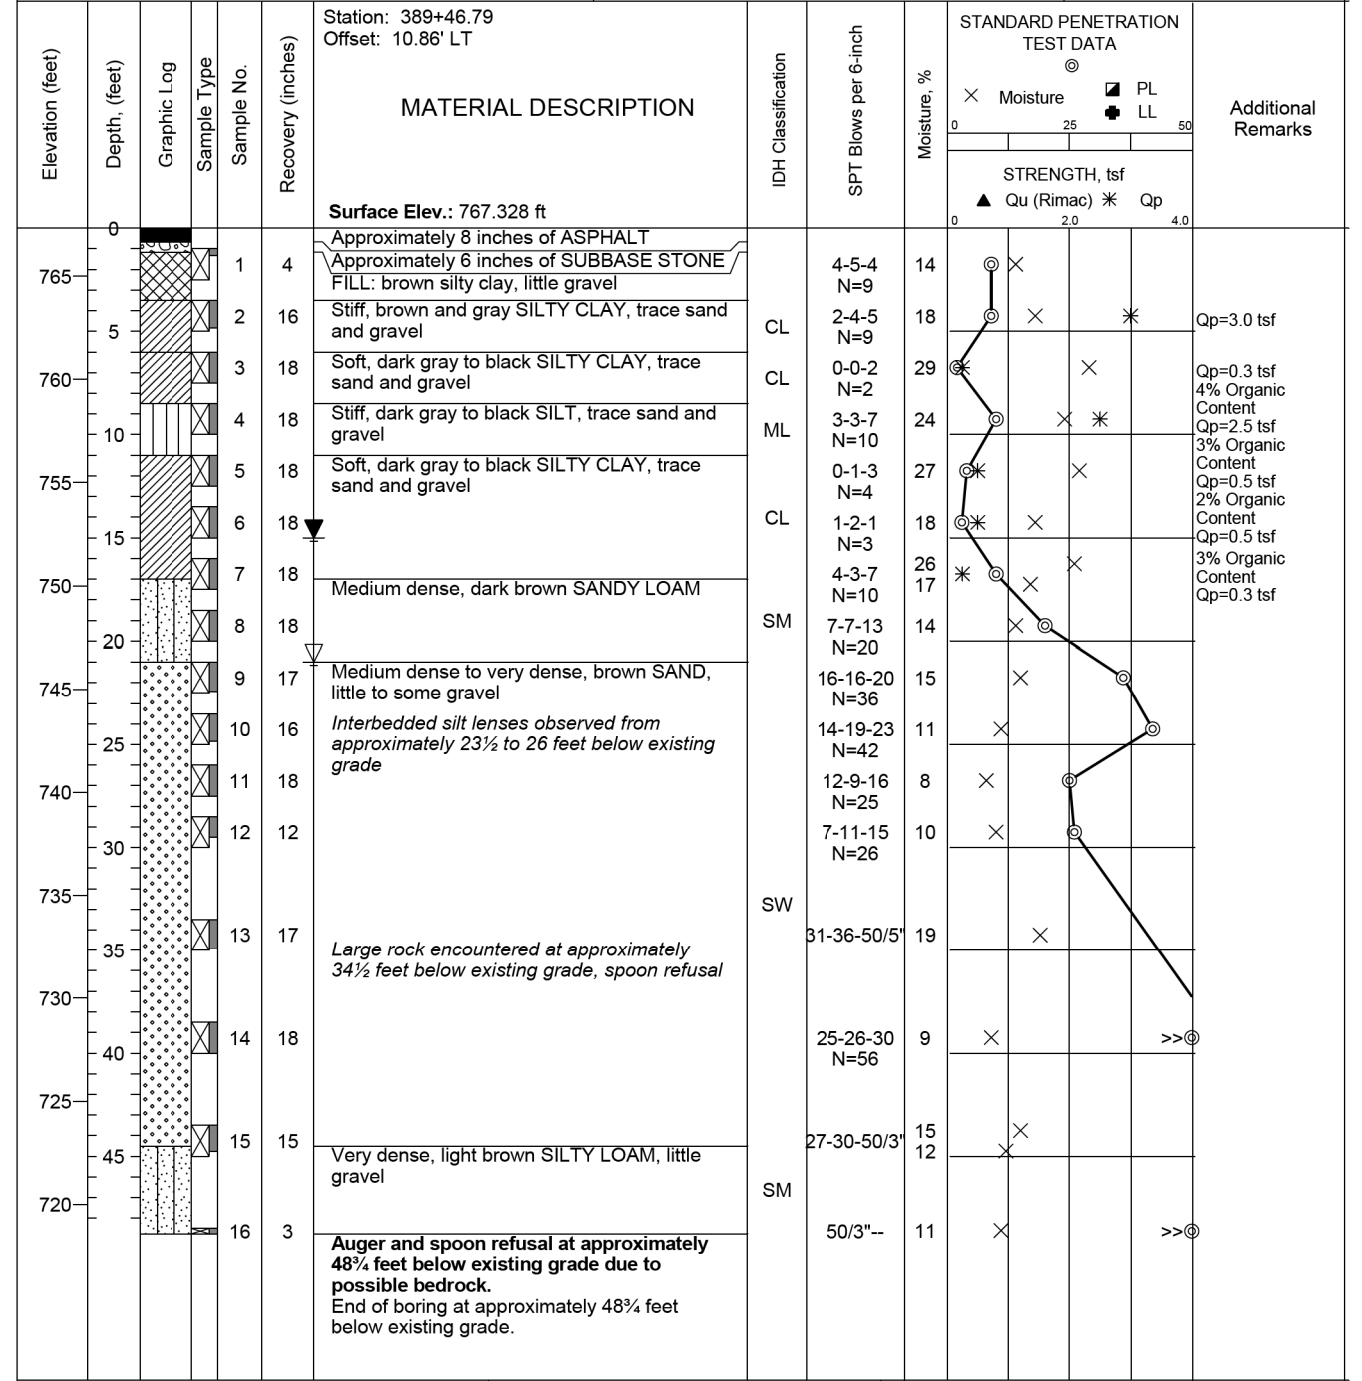 Station: 389+46.79
Offset: 10.86' LT
Elevation (feet)
Depth, (feet)
Graphic Log
Sample Type
Sample No.
Recovery (inches)
MATERIAL DESCRIPTION
Surface Elev.: 767.328 ft
IDH Classification
SPT Blows per 6-inch
Moisture, %
STANDARD PENETRATION
TEST DATA
Moisture
PL
LL
0 25 50
STRENGTH, tsf
Qu (Rimac) Qp
0 2.0 4.0
Additional
Remarks
0
Approximately 8 inches of ASPHALT
765 1 4 Approximately 6 inches of SUBBASE STONE 4-5-4 14
FILL: brown silty clay, little gravel N=9
2 16 Stiff, brown and gray SILTY CLAY, trace sand 2-4-5 18 Qp=3.0 tsf
5 and gravel CL N=9
3 18 Soft, dark gray to black SILTY CLAY, trace 0-0-2 29 Qp=0.3 tsf
760 sand and gravel CL N=2 4% Organic
Content
4 18 Stiff, dark gray to black SILT, trace sand and 3-3-7 24 Qp=2.5 tsf
10 gravel ML N=10 3% Organic
Content
5 18 Soft, dark gray to black SILTY CLAY, trace 0-1-3 27 Qp=0.5 tsf
755 sand and gravel N=4 2% Organic
Content
6 18 CL 1-2-1 18 Qp=0.5 tsf
15 N=3
26 3% Organic
7 18 4-3-7 Content
750 Medium dense, dark brown SANDY LOAM 17
N=10 Qp=0.3 tsf
8 18 SM 7-7-13 14
20 N=20
745 9 17 Medium dense to very dense, brown SAND, 16-16-20 15
little to some gravel N=36
10 16 Interbedded silt lenses observed from 14-19-23 11
25 approximately 23½ to 26 feet below existing N=42
grade
740 11 18 12-9-16 8
N=25
12 12 7-11-15 10
30 N=26
735 SW
13 17 31-36-50/5" 19
35 Large rock encountered at approximately
34½ feet below existing grade, spoon refusal
730
14 18 25-26-30 9 >>
40 N=56
725
15
15 15 27-30-50/3"
12
45 Very dense, light brown SILTY LOAM, little
gravel
720 SM
16 3 50/3"-- 11 >>
Auger and spoon refusal at approximately
48¾ feet below existing grade due to
possible bedrock.
End of boring at approximately 48¾ feet
below existing grade.